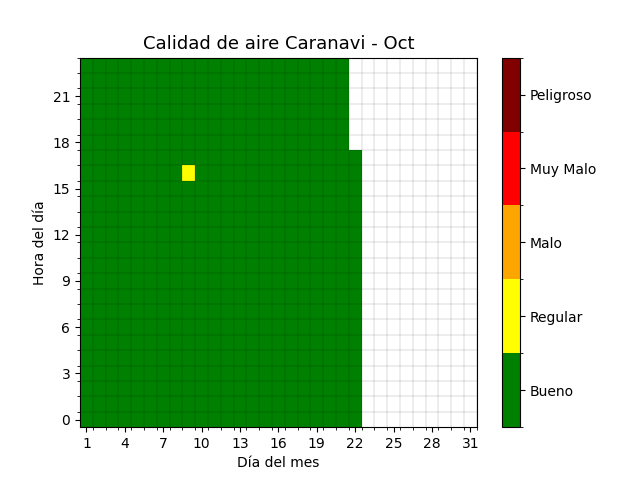 Calidad de aire Caranavi - Oct
Hora del día
21
18
15
12
9
6
3
0
1 4 7 10 13 16 19 22 25 28 31
Día del mes
Peligroso
Muy Malo
Malo
Regular
Bueno